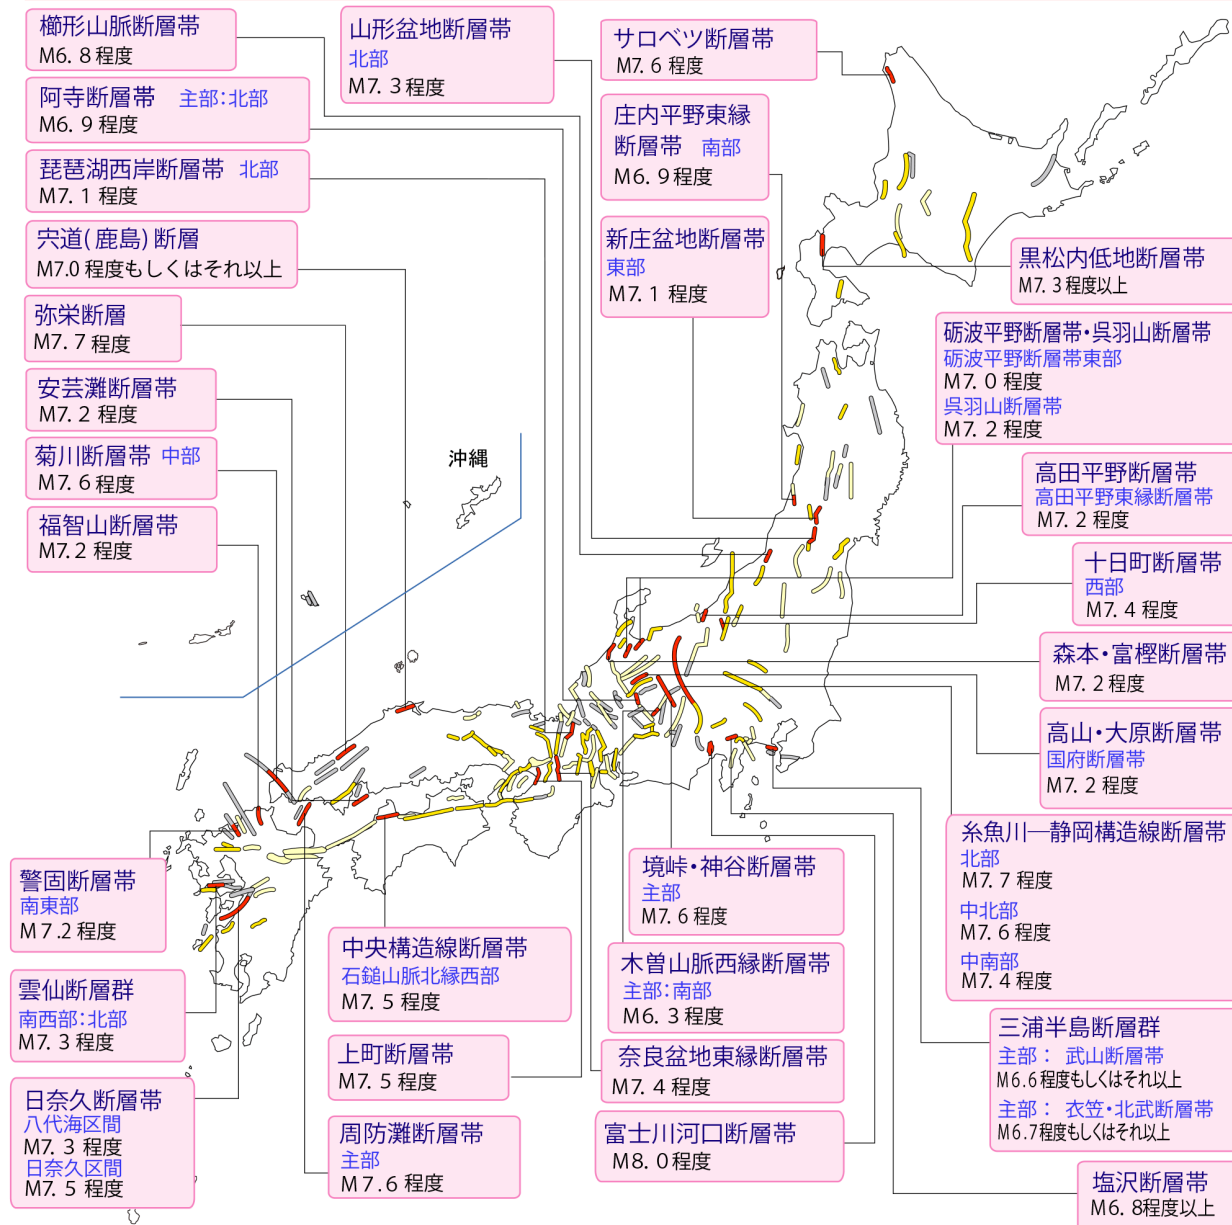 櫛形山脈断層帯
M6. 8 程度
阿寺断層帯　主部:北部
M6. 9 程度
琵琶湖西岸断層帯　北部
M7. 1 程度
宍道(鹿島)断層
M7.0 程度もしくはそれ以上
弥栄断層
M7. 7 程度
安芸灘断層帯
M7. 2 程度
菊川断層帯　中部
M7. 6 程度
福智山断層帯
M7. 2 程度
山形盆地断層帯
北部
M7. 3 程度
サロベツ断層帯
M7. 6 程度
庄内平野東縁
断層帯　南部
M6. 9 程度
新庄盆地断層帯
東部
M7. 1 程度
黒松内低地断層帯
M7. 3 程度以上
砺波平野断層帯・呉羽山断層帯
砺波平野断層帯東部
M7. 0 程度
呉羽山断層帯
M7. 2 程度
高田平野断層帯
高田平野東縁断層帯
M7. 2 程度
十日町断層帯
西部
M7. 4 程度
森本・富樫断層帯
M7. 2 程度
高山・大原断層帯
国府断層帯
M7. 2 程度
糸魚川―静岡構造線断層帯
北部
M7. 7 程度
中北部
M7. 6 程度
中南部
M7. 4 程度
三浦半島断層群
主部： 武山断層帯
M6.6程度もしくはそれ以上
主部： 衣笠・北武断層帯
M6.7程度もしくはそれ以上
塩沢断層帯
M6. 8程度以上
沖縄
警固断層帯
南東部
M7.2 程度
雲仙断層群
南西部:北部
M7. 3 程度
日奈久断層帯
八代海区間
M7. 3 程度
日奈久区間
M7. 5 程度
中央構造線断層帯
石鎚山脈北縁西部
M7. 5 程度
上町断層帯
M7. 5 程度
周防灘断層帯
主部
M7.6 程度
境峠・神谷断層帯
主部
M7. 6 程度
木曽山脈西縁断層帯
主部:南部
M6. 3 程度
奈良盆地東縁断層帯
M7. 4 程度
富士川河口断層帯
M8. 0程度